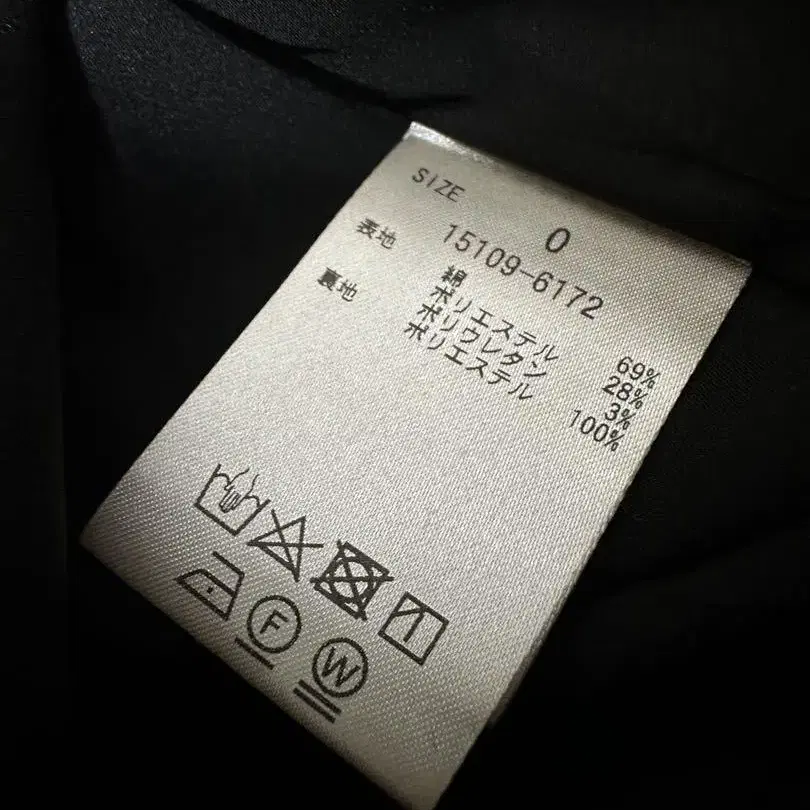 SIZE 0
15109-6172
表地 綿 69%
ポリエステル 28%
ポリウレタン 3%
裏地 ポリエステル 100%
F
W